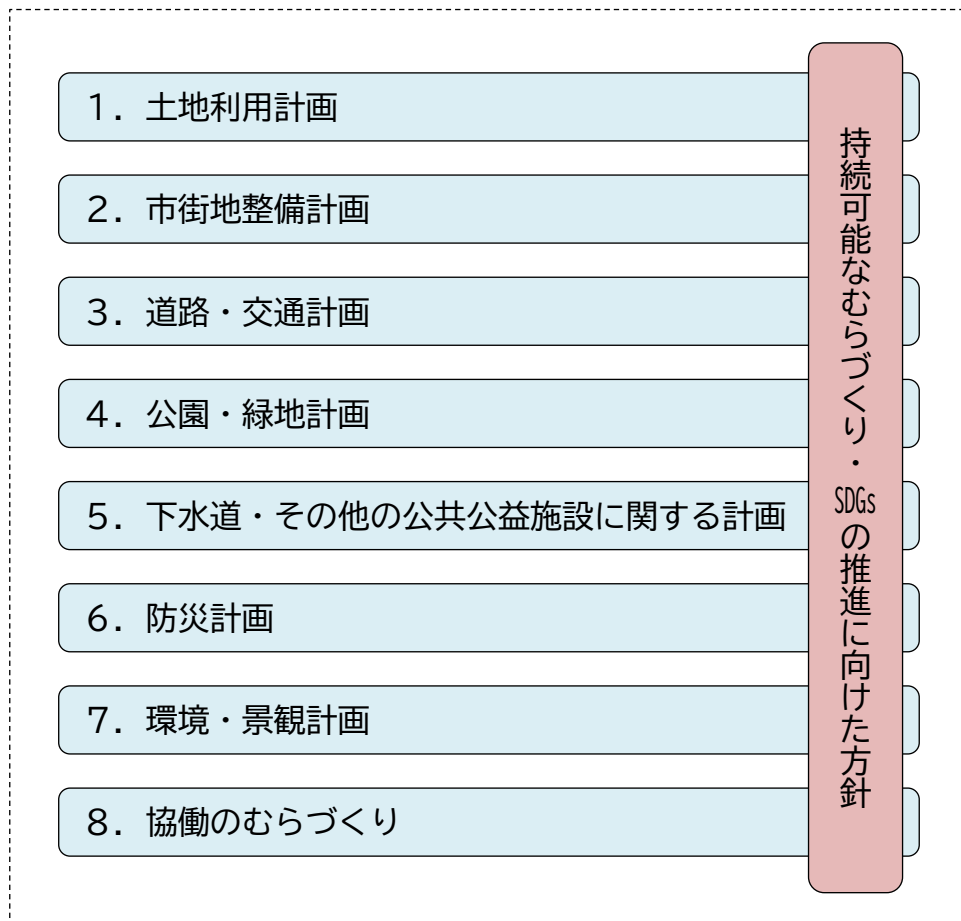 1．土地利用計画
2．市街地整備計画
3．道路・交通計画
4．公園・緑地計画
5．下水道・その他の公共公益施設に関する計画
6．防災計画
7．環境・景観計画
8．協働のむらづくり
持続可能なむらづくり・SDGsの推進に向けた方針